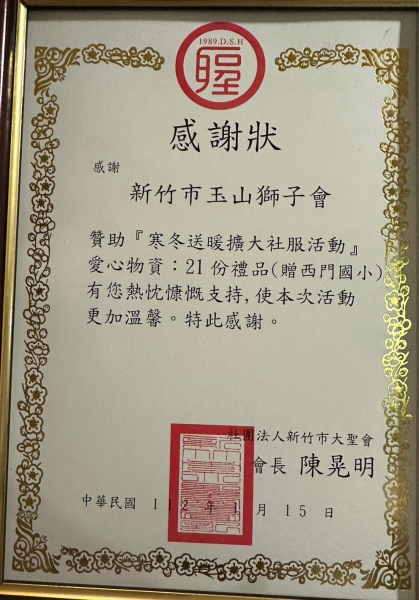 1989.D.S.H
感謝狀
感謝
新竹市玉山獅子會
贊助『寒冬送暖擴大社服活動』
愛心物資：21份禮品(贈西門國小)
有您熱忱慷慨支持,使本次活動
更加溫馨。特此感謝。
社團法人新竹市大聖會
會長 陳晃明
中華民國 112 年 1 月 15 日